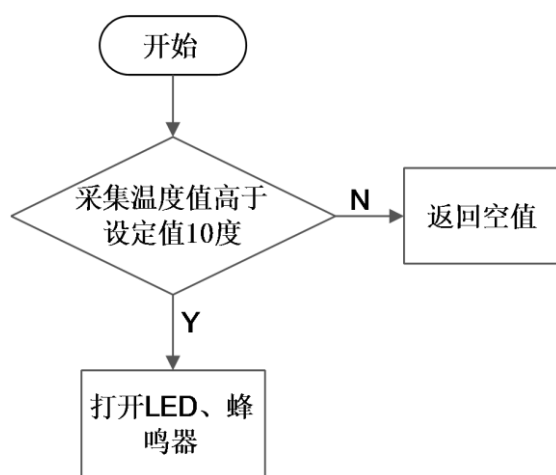 开始
采集温度值高于
设定值10度
N
返回空值
Y
打开LED、蜂
鸣器